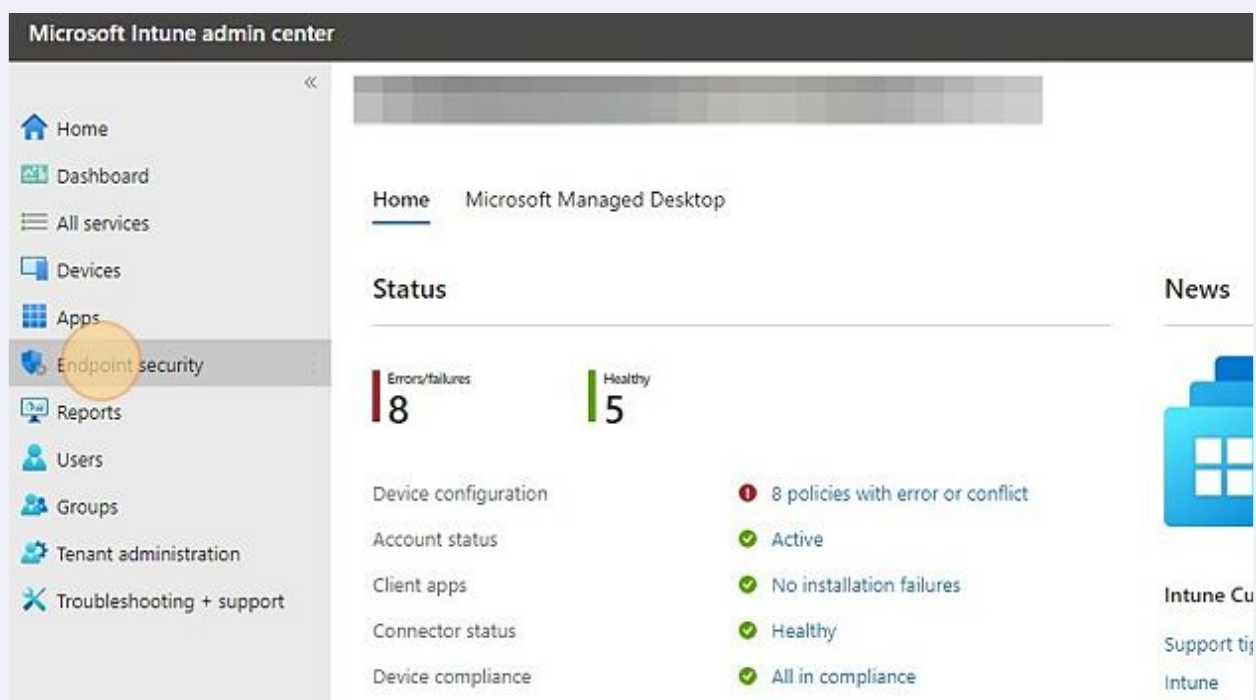 Microsoft Intune admin center
«
Home
Dashboard
All services
Devices
Apps
Endpoint security
Reports
Users
Groups
Tenant administration
Troubleshooting + support
Home Microsoft Managed Desktop
Status
Errors/failures
8
Healthy
5
Device configuration 8 policies with error or conflict
Account status Active
Client apps No installation failures
Connector status Healthy
Device compliance All in compliance
News
Intune Cu
Support tip
Intune